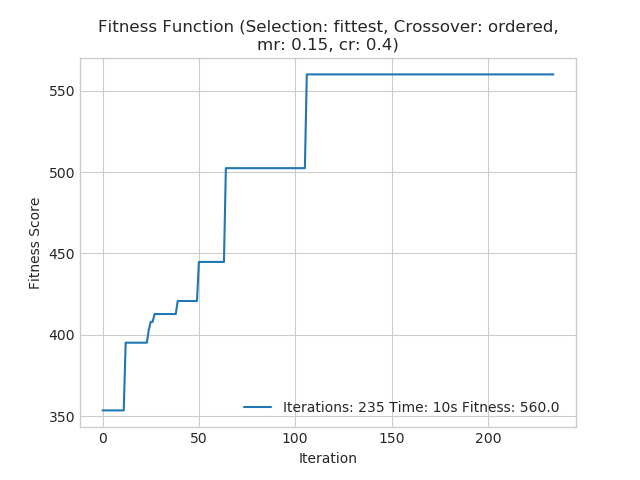 Fitness Function (Selection: fittest, Crossover: ordered,
mr: 0.15, cr: 0.4)
Fitness Score
550
500
450
400
350
Iterations: 235 Time: 10s Fitness: 560.0
0 50 100 150 200
Iteration